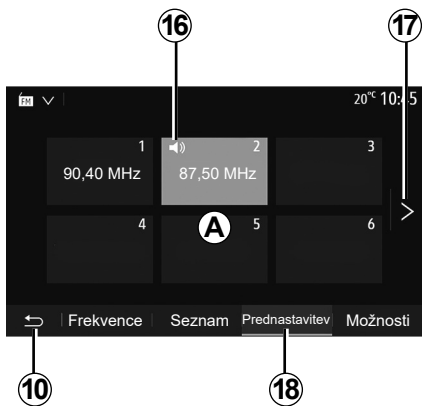 16 17
FM 20°C 10:45
1 2 3
90,40 MHz 87,50 MHz
4 A 5 6
>
Frekvence Seznam Prednastavitev Možnosti
10 18